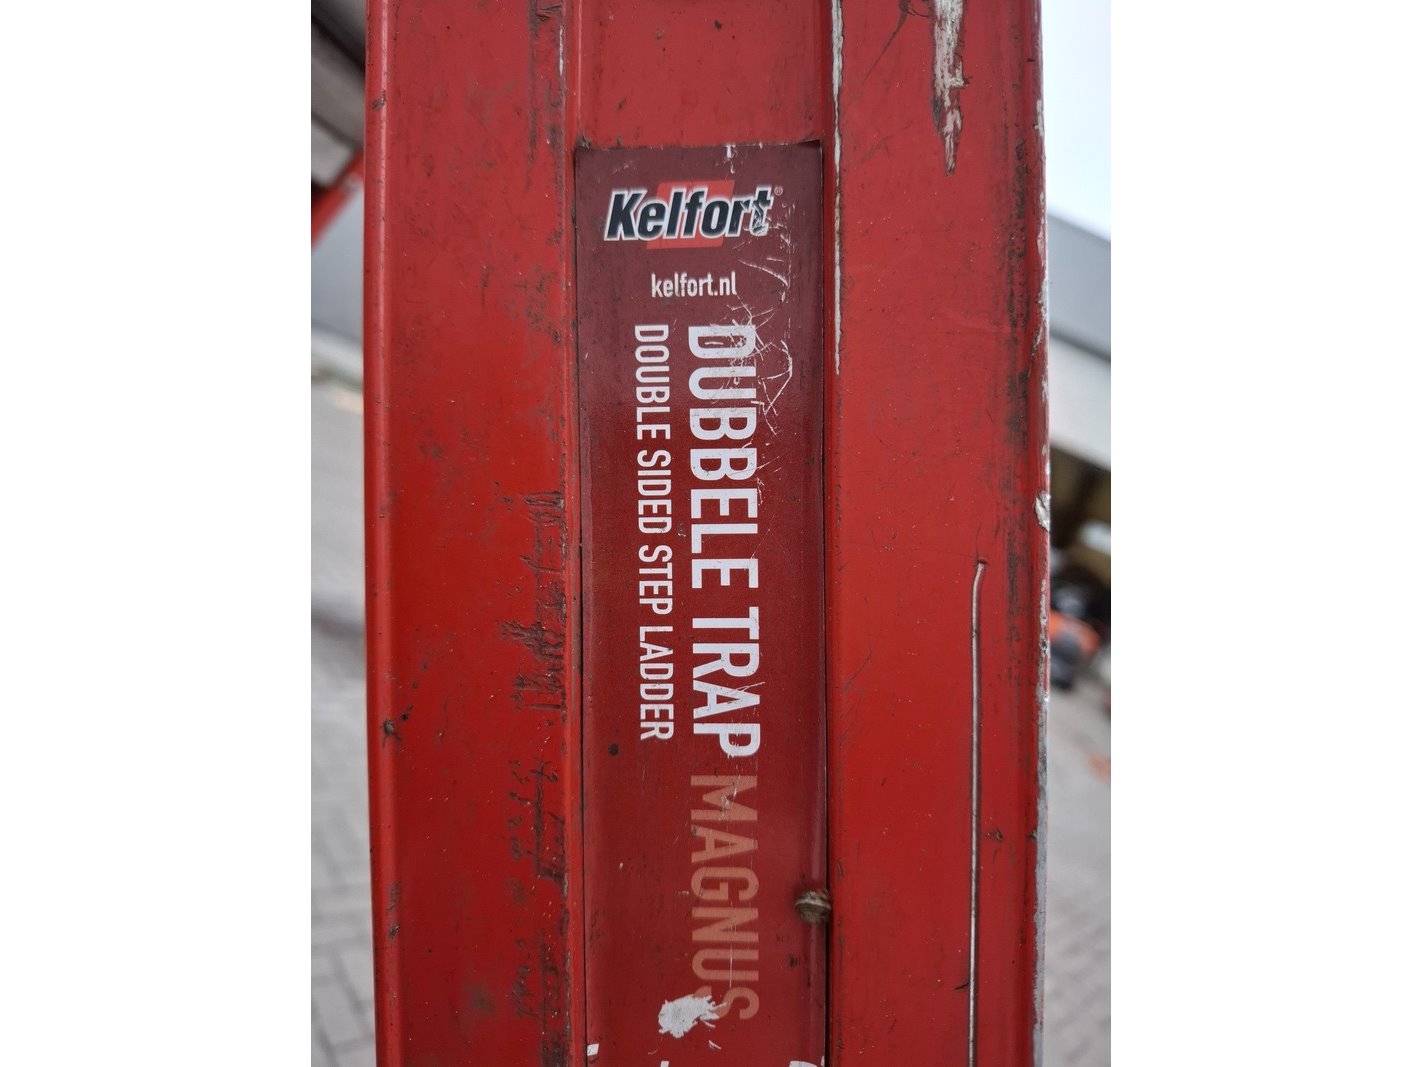 Kelfort®
kelfort.nl
DUBBELE TRAP MAGNUS
DOUBLE SIDED STEP LADDER